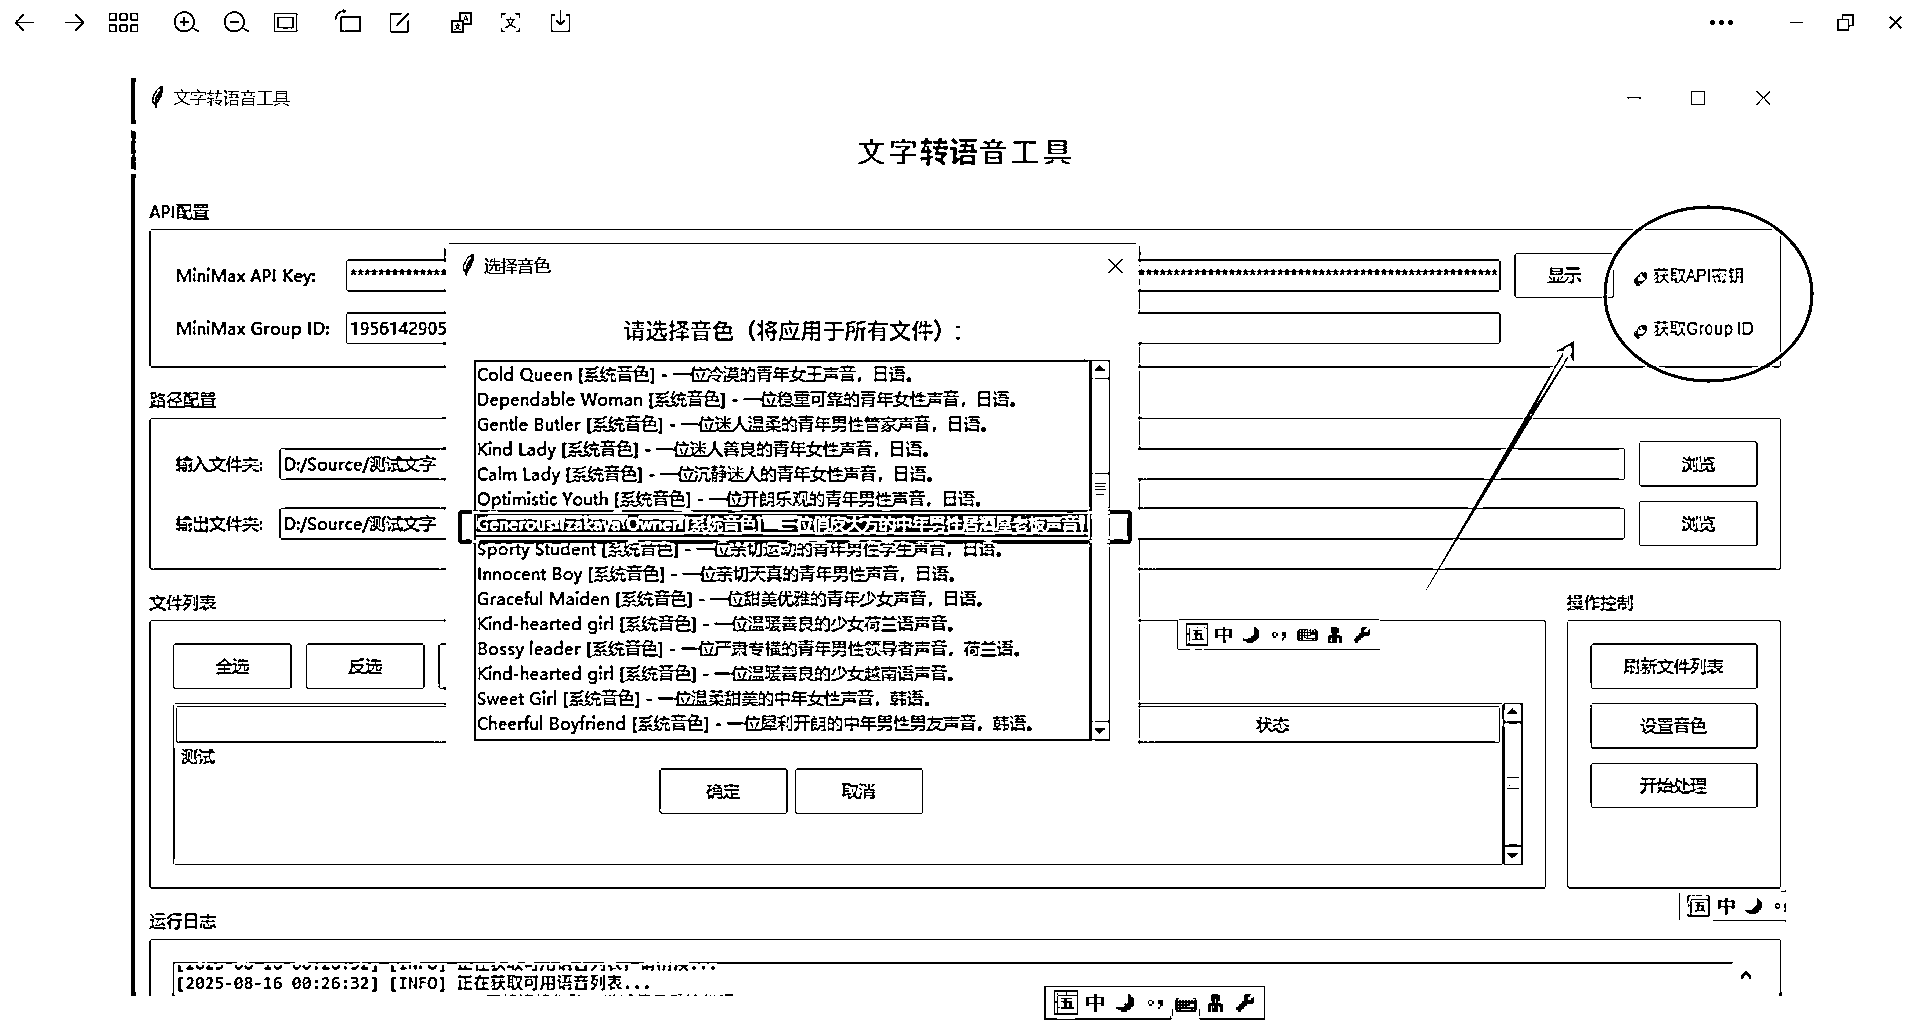 文字转语音工具
文字转语音工具
API配置
MiniMax API Key: ******************** 显示 获取API密钥
MiniMax Group ID: 1956142905 获取Group ID
选择音色
请选择音色（将应用于所有文件）:
Cold Queen [系统音色] - 一位冷漠的青年女王声音，日语。
Dependable Woman [系统音色] - 一位稳重可靠的青年女性声音，日语。
Gentle Butler [系统音色] - 一位迷人温柔的青年男性管家声音，日语。
Kind Lady [系统音色] - 一位迷人善良的青年女性声音，日语。
Calm Lady [系统音色] - 一位沉静迷人的青年女性声音，日语。
Optimistic Youth [系统音色] - 一位开朗乐观的青年男性声音，日语。
Generous Izakaya Owner [系统音色] - 一位俏皮大方的中年男性居酒屋老板声音
Sporty Student [系统音色] - 一位亲切运动的青年男性学生声音，日语。
Innocent Boy [系统音色] - 一位亲切天真的青年男性声音，日语。
Graceful Maiden [系统音色] - 一位甜美优雅的青年少女声音，日语。
Kind-hearted girl [系统音色] - 一位温暖善良的少女荷兰语声音。
Bossy leader [系统音色] - 一位严肃专横的青年男性领导者声音，荷兰语。
Kind-hearted girl [系统音色] - 一位温暖善良的少女越南语声音。
Sweet Girl [系统音色] - 一位温柔甜美的中年女性声音，韩语。
Cheerful Boyfriend [系统音色] - 一位犀利开朗的中年男性男友声音，韩语。
确定 取消
路径配置
输入文件夹: D:/Source/测试文字 浏览
输出文件夹: D:/Source/测试文字 浏览
文件列表
全选 反选
状态
测试
操作控制
刷新文件列表
设置音色
开始处理
五 中
五 中
运行日志
[2025-08-16 00:26:32] [INFO] 正在获取可用语音列表...
五 中